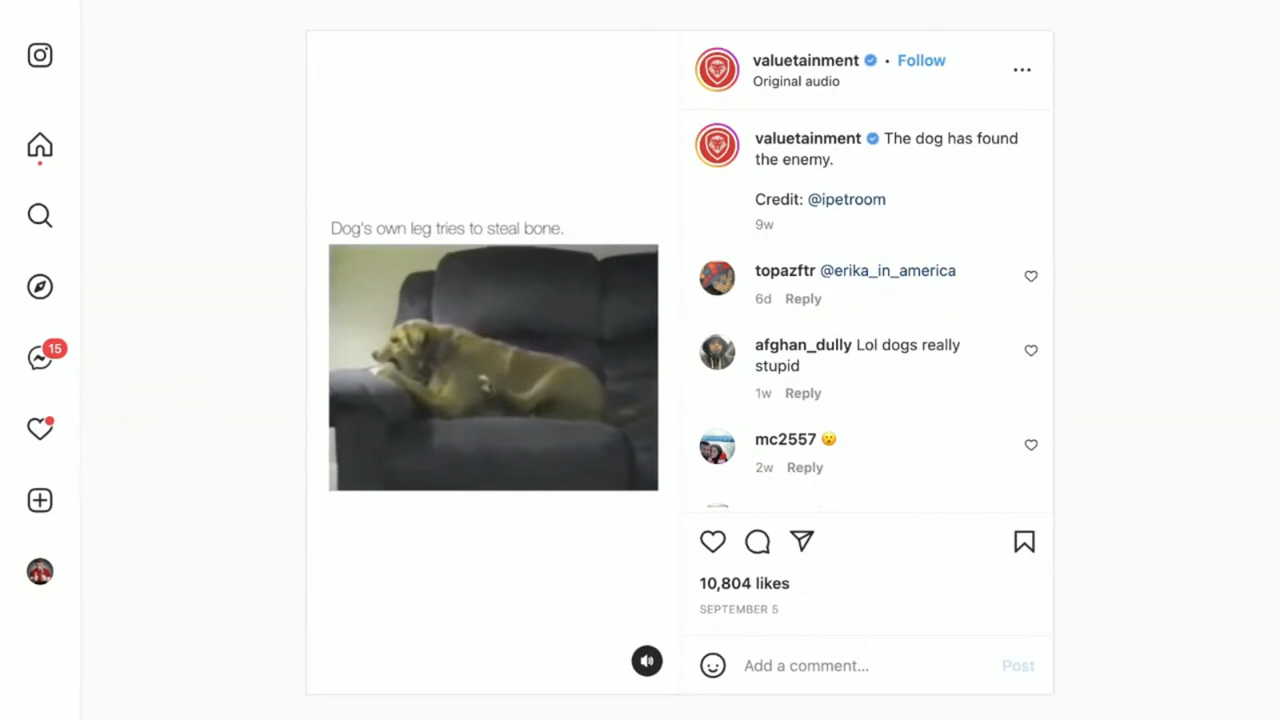 15
Dog's own leg tries to steal bone.
valuetainment • Follow
Original audio
valuetainment The dog has found
the enemy.
Credit: @ipetroom
9w
topazftr @erika_in_america
6d Reply
afghan_dully Lol dogs really
stupid
1w Reply
mc2557 😮
2w Reply
10,804 likes
SEPTEMBER 5
Add a comment...
Post